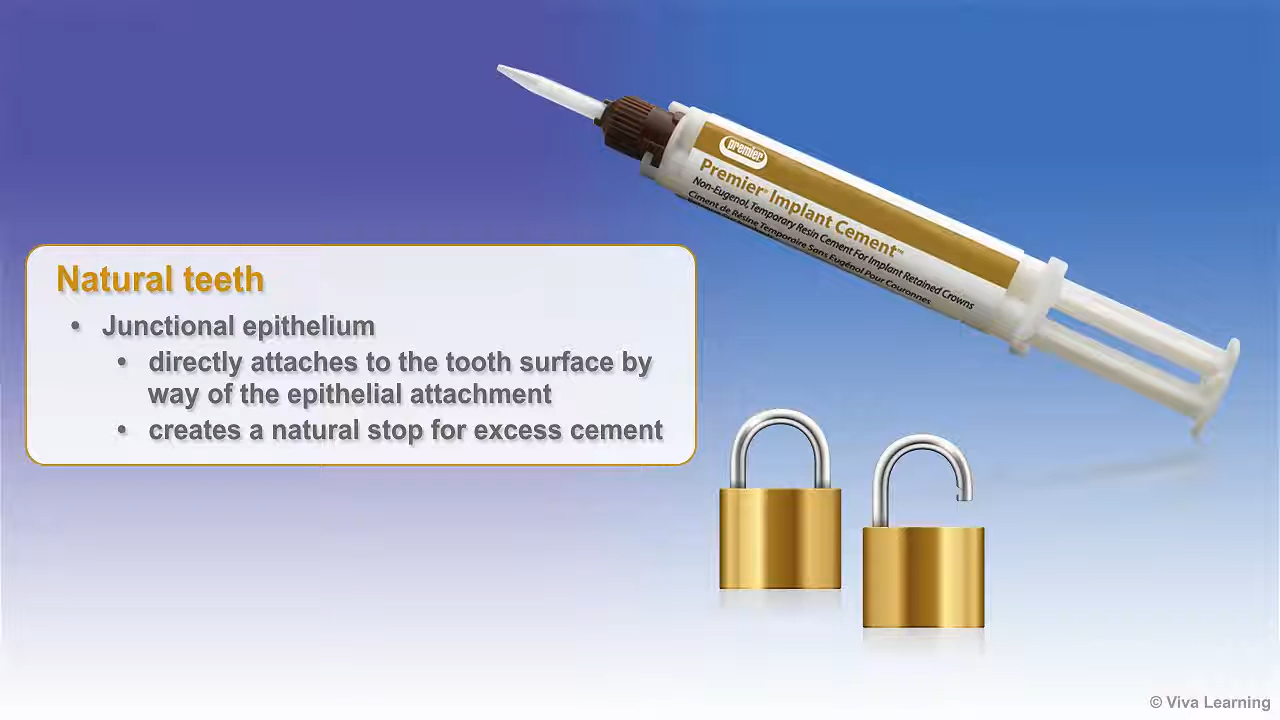 premier
Premier® Implant Cement™
Non-Eugenol, Temporary Resin Cement For Implant Retained Crowns
Ciment de Résine Temporaire Sans Eugénol Pour Couronnes
Natural teeth
• Junctional epithelium
• directly attaches to the tooth surface by
way of the epithelial attachment
• creates a natural stop for excess cement
© Viva Learning